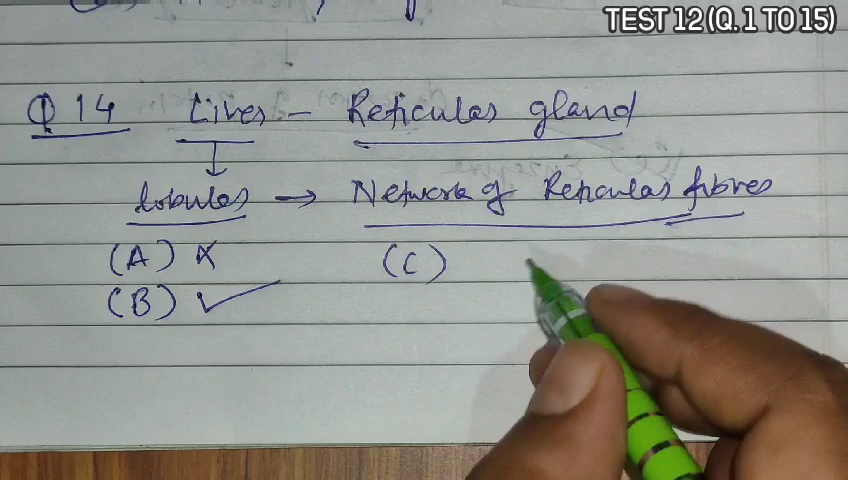 TEST 12 (Q. 1 TO 15)
Q 14 Liver - Reticular gland
lobules → Network of Reticular fibres
(A) ✗ (C)
(B) ✓